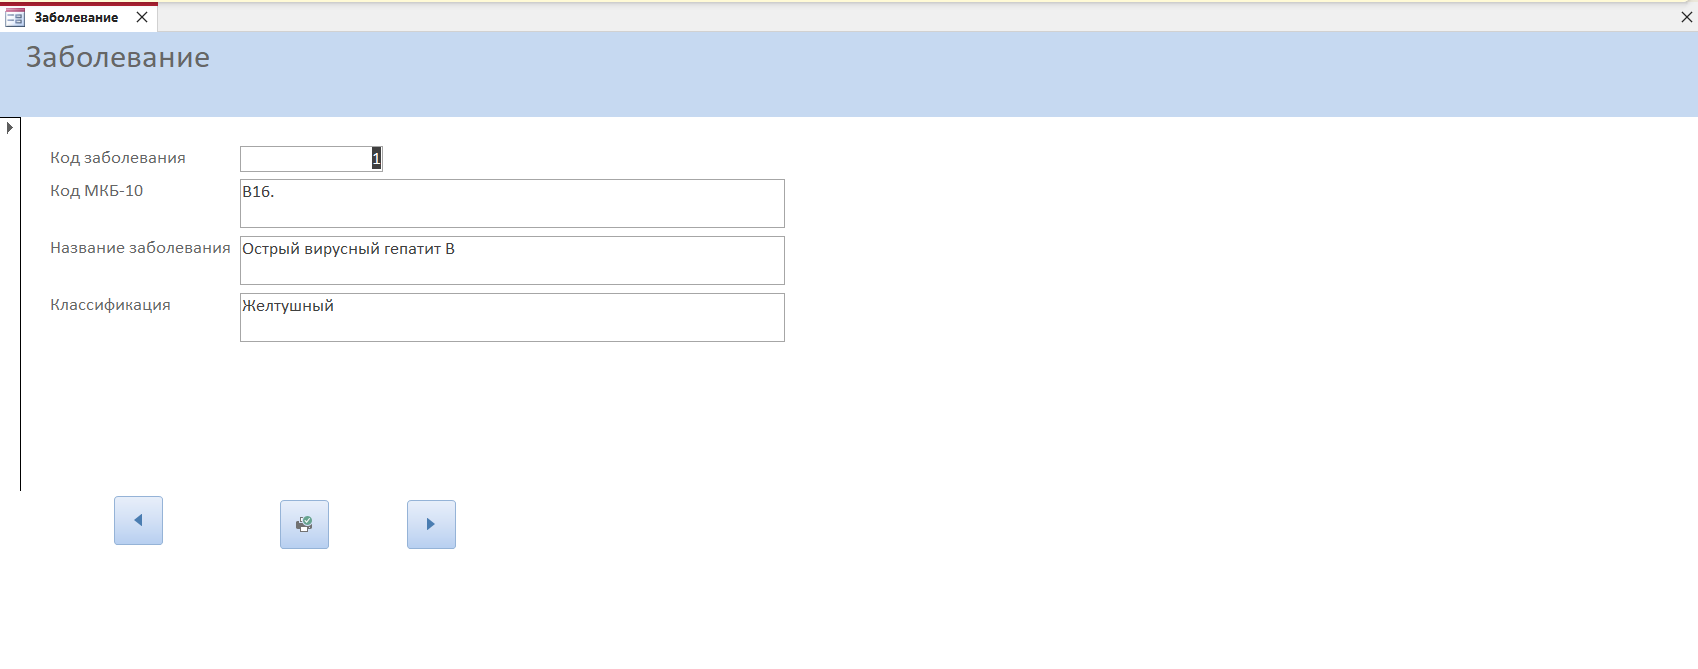 Заболевание
Заболевание
Код заболевания 1
Код МКБ-10 B16.
Название заболевания Острый вирусный гепатит В
Классификация Желтушный